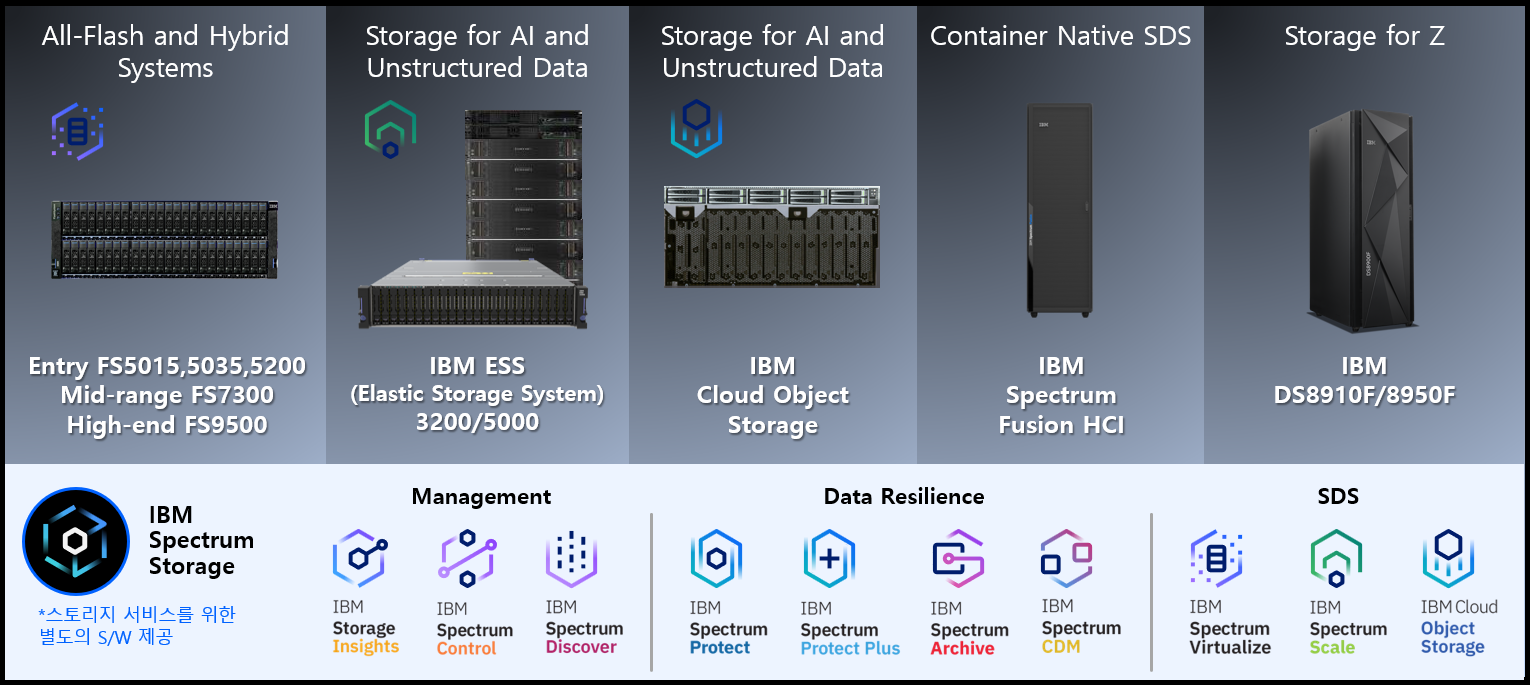 All-Flash and Hybrid
Systems
Entry FS5015,5035,5200
Mid-range FS7300
High-end FS9500
Storage for AI and
Unstructured Data
IBM ESS
(Elastic Storage System)
3200/5000
Storage for AI and
Unstructured Data
IBM
Cloud Object
Storage
Container Native SDS
IBM
IBM
Spectrum
Fusion HCI
Storage for Z
IBM
DS8900F
IBM
DS8910F/8950F
IBM
Spectrum
Storage
*스토리지 서비스를 위한
별도의 S/W 제공
Management
IBM
Storage
Insights
IBM
Spectrum
Control
IBM
Spectrum
Discover
Data Resilience
IBM
Spectrum
Protect
IBM
Spectrum
Protect Plus
IBM
Spectrum
Archive
IBM
Spectrum
CDM
SDS
IBM
Spectrum
Virtualize
IBM
Spectrum
Scale
IBM Cloud
Object
Storage